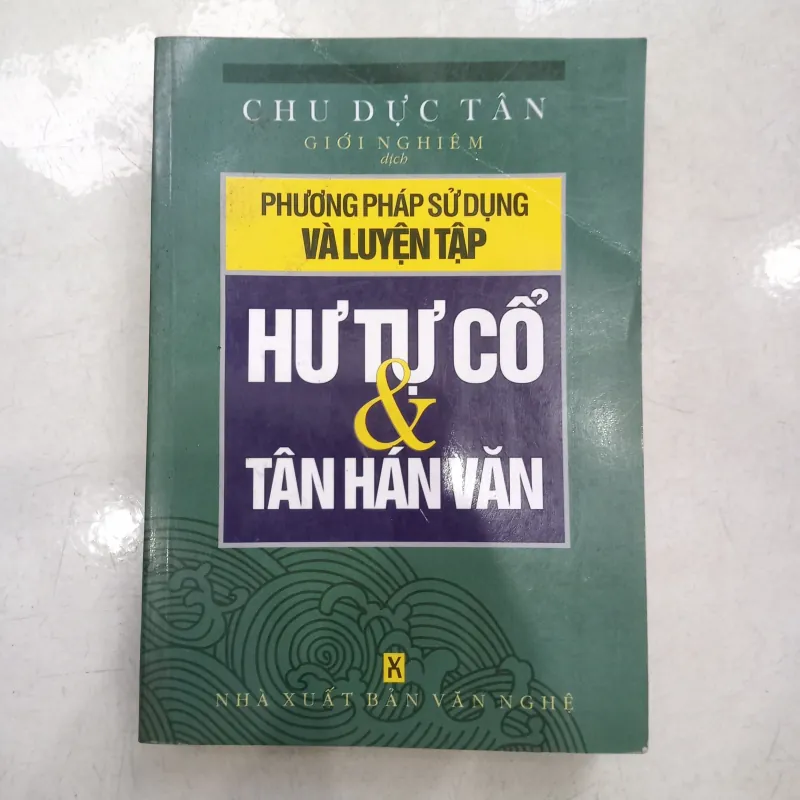 CHU DỰC TÂN
GIỚI NGHIÊM
dịch
PHƯƠNG PHÁP SỬ DỤNG
VÀ LUYỆN TẬP
HƯ TỰ CỔ
&
TÂN HÁN VĂN
NHÀ XUẤT BẢN VĂN NGHỆ